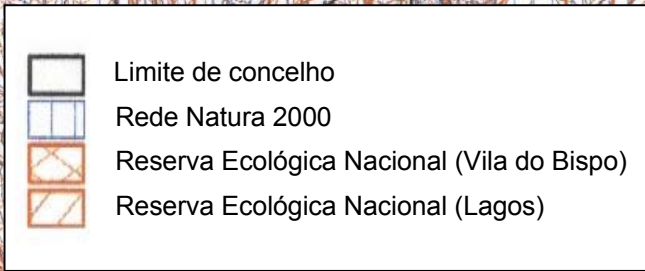 Limite de concelho
Rede Natura 2000
Reserva Ecológica Nacional (Vila do Bispo)
Reserva Ecológica Nacional (Lagos)